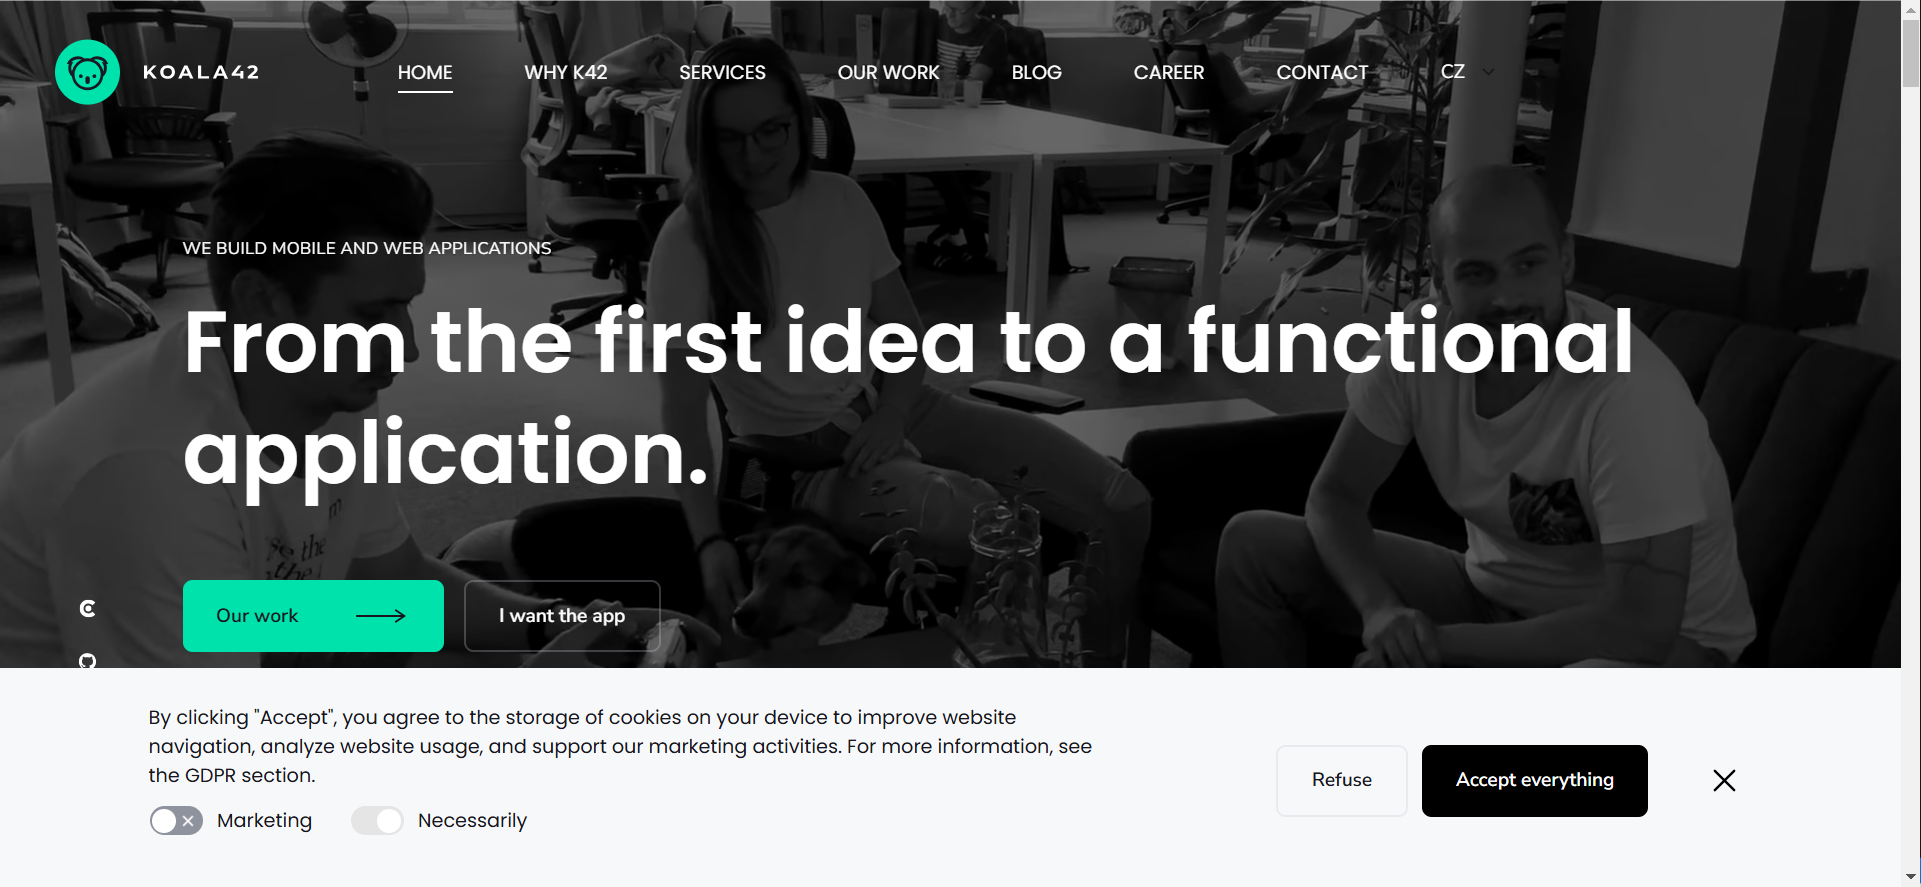 KOALA42
HOME
WHY K42
SERVICES
OUR WORK
BLOG
CAREER
CONTACT
CZ
WE BUILD MOBILE AND WEB APPLICATIONS
From the first idea to a functional
application.
Our work
I want the app
By clicking "Accept", you agree to the storage of cookies on your device to improve website
navigation, analyze website usage, and support our marketing activities. For more information, see
the GDPR section.
Marketing
Necessarily
Refuse
Accept everything